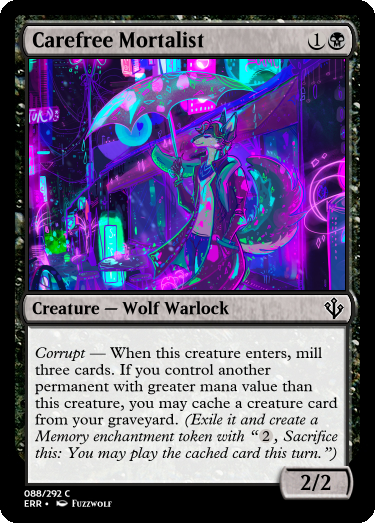 Carefree Mortalist 1
Creature — Wolf Warlock
Corrupt — When this creature enters, mill
three cards. If you control another
permanent with greater mana value than
this creature, you may cache a creature card
from your graveyard. (Exile it and create a
Memory enchantment token with “2, Sacrifice
this: You may play the cached card this turn.”)
2/2
088/292 C
ERR • Fuzzwolf